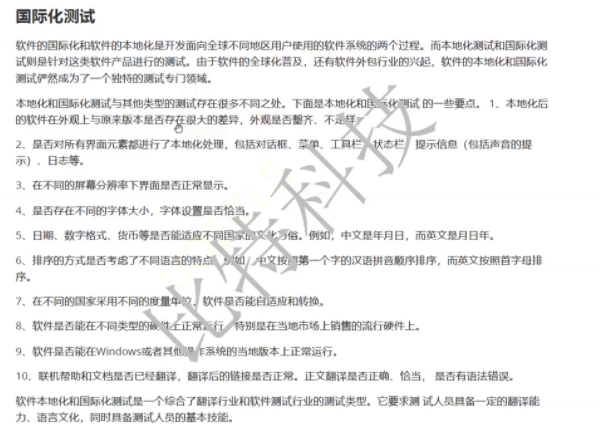 国际化测试
软件的国际化和软件的本地化是开发面向全球不同地区用户使用的软件系统的两个过程。而本地化测试和国际化测
试则是针对这类软件产品进行的测试。由于软件的全球化普及，还有软件外包行业的兴起，软件的本地化和国际化
测试俨然成为了一个独特的测试专门领域。
本地化和国际化测试与其他类型的测试存在很多不同之处。下面是本地化和国际化测试 的一些要点。 1、本地化后
的软件在外观上与原来版本是否存在很大的差异，外观是否整齐、不走样。
2、是否对所有界面元素都进行了本地化处理，包括对话框、菜单、工具栏、状态栏、提示信息（包括声音的提
示）、日志等。
3、在不同的屏幕分辨率下界面是否正常显示。
4、是否存在不同的字体大小，字体设置是否恰当。
5、日期、数字格式、货币等是否能适应不同国家的文化习俗。例如，中文是年月日，而英文是月日年。
6、排序的方式是否考虑了不同语言的特点。例如，中文按照第一个字的汉语拼音顺序排序，而英文按照首字母排
序。
7、在不同的国家采用不同的度量单位，软件是否能自适应和转换。
8、软件是否能在不同类型的硬件上正常运行，特别是在当地市场上销售的流行硬件上。
9、软件是否能在Windows或者其他操作系统的当地版本上正常运行。
10、联机帮助和文档是否已经翻译，翻译后的链接是否正常。正文翻译是否正确、恰当， 是否有语法错误。
软件本地化和国际化测试是一个综合了翻译行业和软件测试行业的测试类型。它要求测 试人员具备一定的翻译能
力、语言文化，同时具备测试人员的基本技能。
比特科技